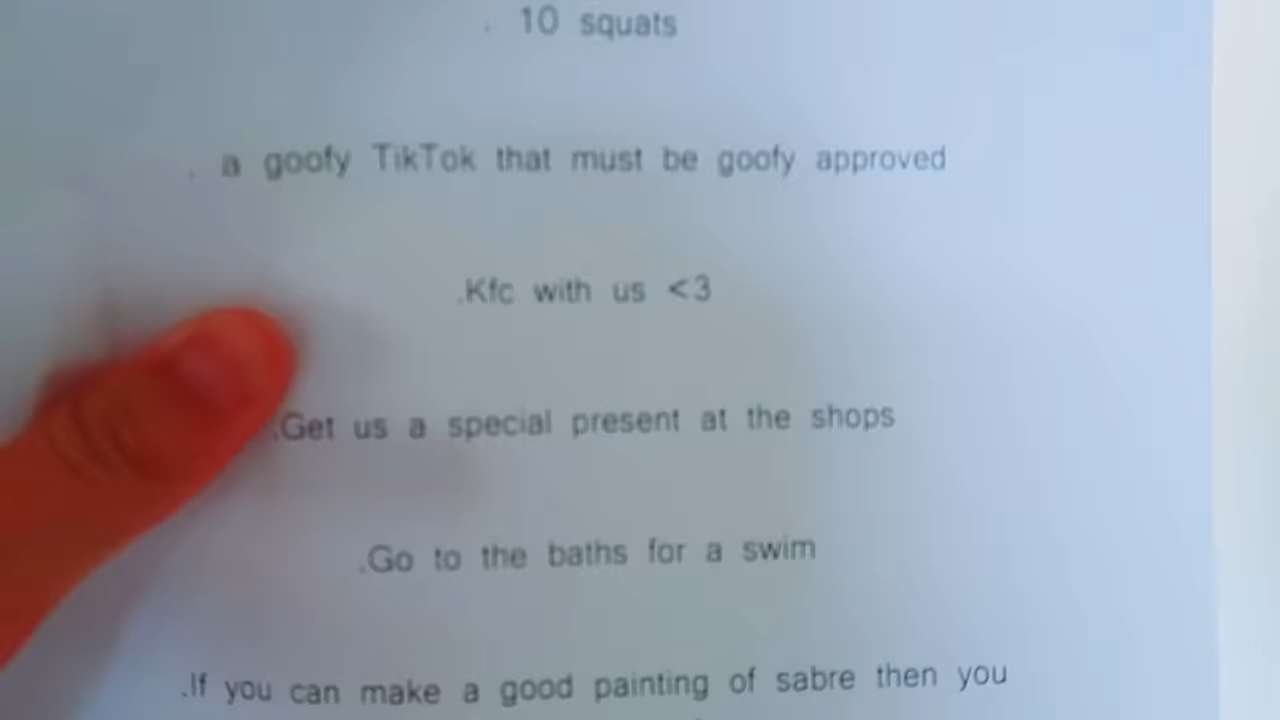 . 10 squats
. a goofy TikTok that must be goofy approved
.Kfc with us <3
.Get us a special present at the shops
.Go to the baths for a swim
.If you can make a good painting of sabre then you